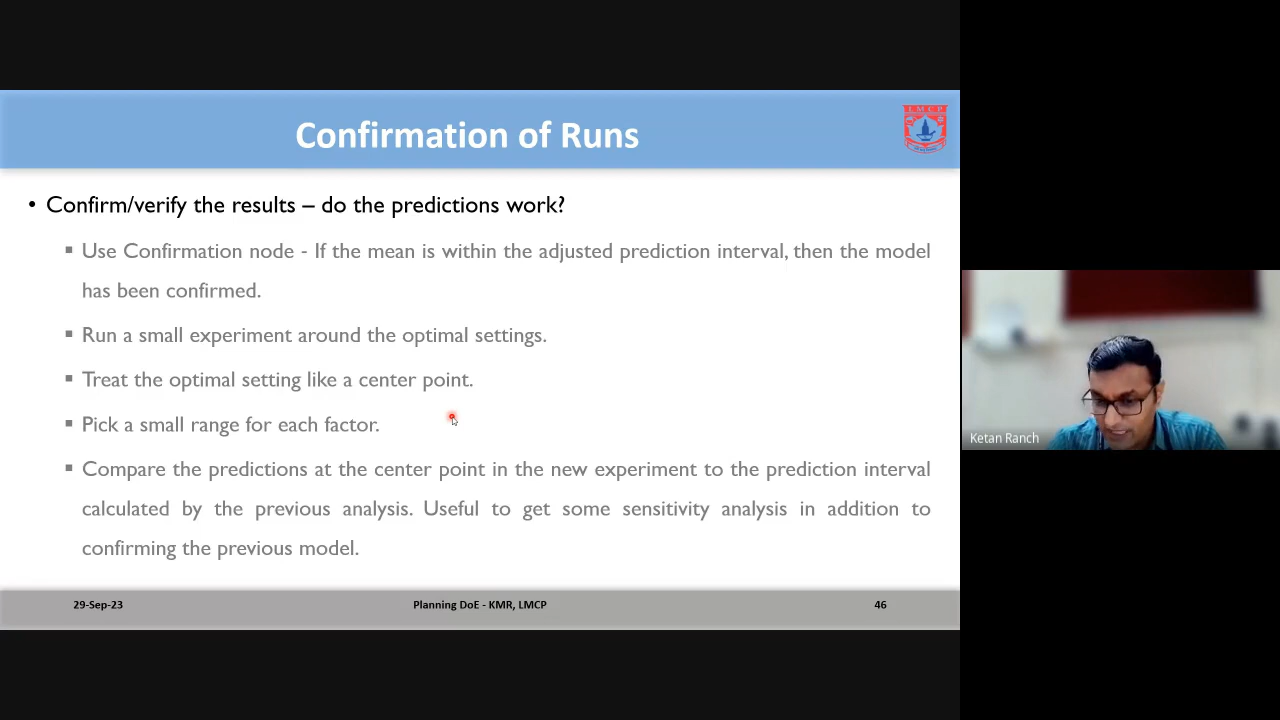 Confirmation of Runs
LMCP
• Confirm/verify the results – do the predictions work?
▪ Use Confirmation node - If the mean is within the adjusted prediction interval, then the model
has been confirmed.
▪ Run a small experiment around the optimal settings.
▪ Treat the optimal setting like a center point.
▪ Pick a small range for each factor.
▪ Compare the predictions at the center point in the new experiment to the prediction interval
calculated by the previous analysis. Useful to get some sensitivity analysis in addition to
confirming the previous model.
Ketan Ranch
29-Sep-23 Planning DoE - KMR, LMCP 46